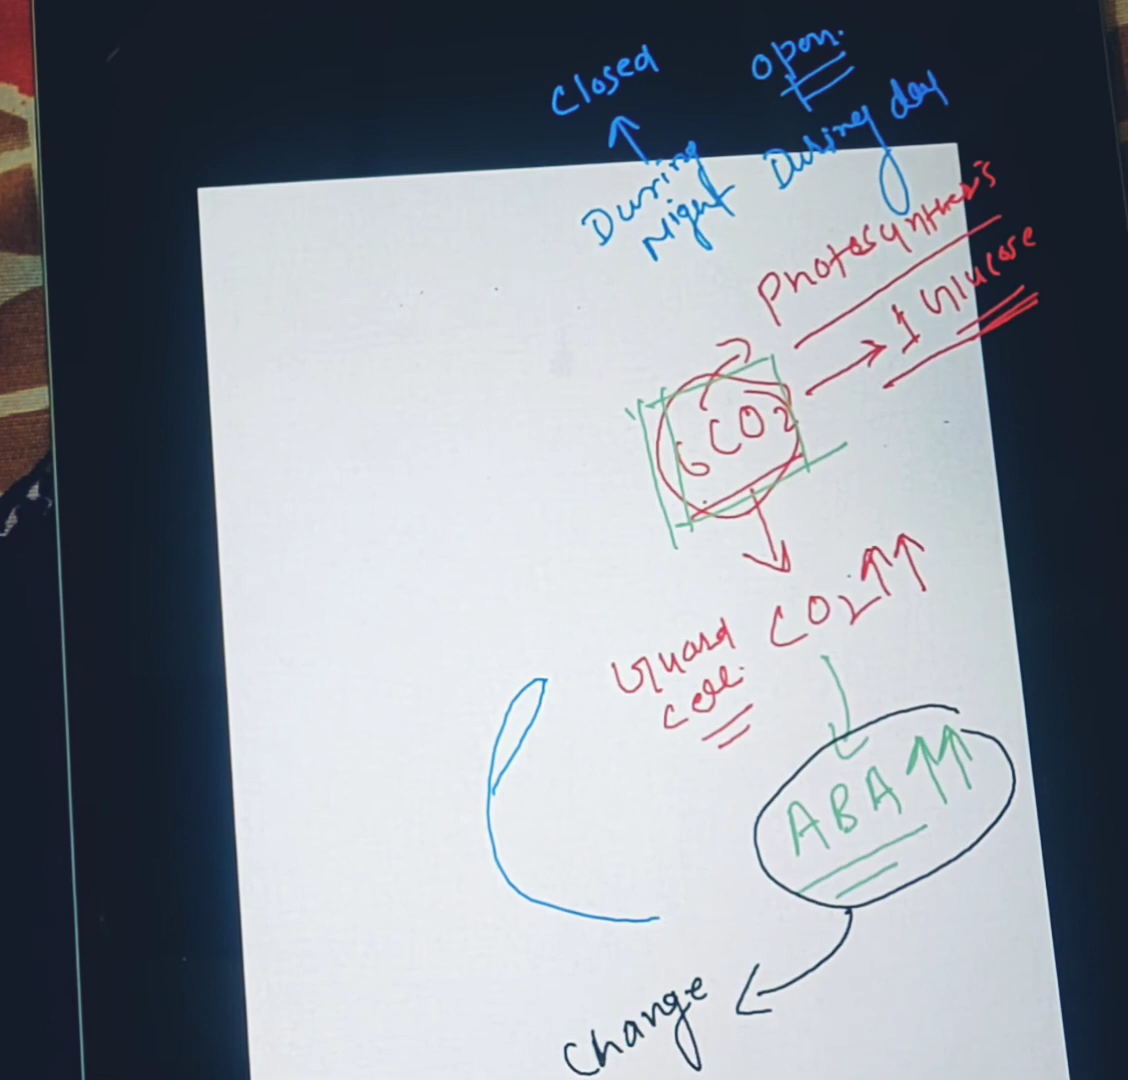 Closed
open.
During
Night
During day
Photosynthesis
→ 1 Glucose
6CO2
Guard
cell.
CO2↑↑
ABA↑↑
Change